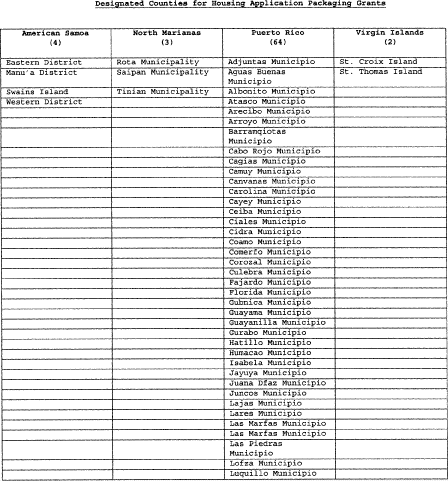 Designated Counties for Housing Application Packaging Grants
American Samoa (4) North Marianas (3) Puerto Rico (64) Virgin Islands (2)
Eastern District Rota Municipality Adjuntas Municipio St. Croix Island
Manu'a District Saipan Municipality Aguas Buenas Municipio St. Thomas Island
Swains Island Tinian Municipality Albonito Municipio
Western District Atasco Municipio
Arecibo Municipio
Arroyo Municipio
Barranqiotas
Municipio
Cabo Rojo Municipio
Cagias Municipio
Camuy Municipio
Canvanas Municipio
Carolina Municipio
Cayey Municipio
Ceiba Municipio
Ciales Municipio
Cidra Municipio
Coamo Municipio
Comerfo Municipio
Corozal Municipio
Culebra Municipio
Fajardo Municipio
Florida Municipio
Gubnica Municipio
Guayama Municipio
Guayanilla Municipio
Gurabo Municipio
Hatillo Municipio
Humacao Municipio
Isabela Municipio
Jayuya Municipio
Juana Dfaz Municipio
Juncos Municipio
Lajas Municipio
Lares Municipio
Las Marfas Municipio
Las Marfas Municipio
Las Piedras
Municipio
Lofza Municipio
Luquillo Municipio